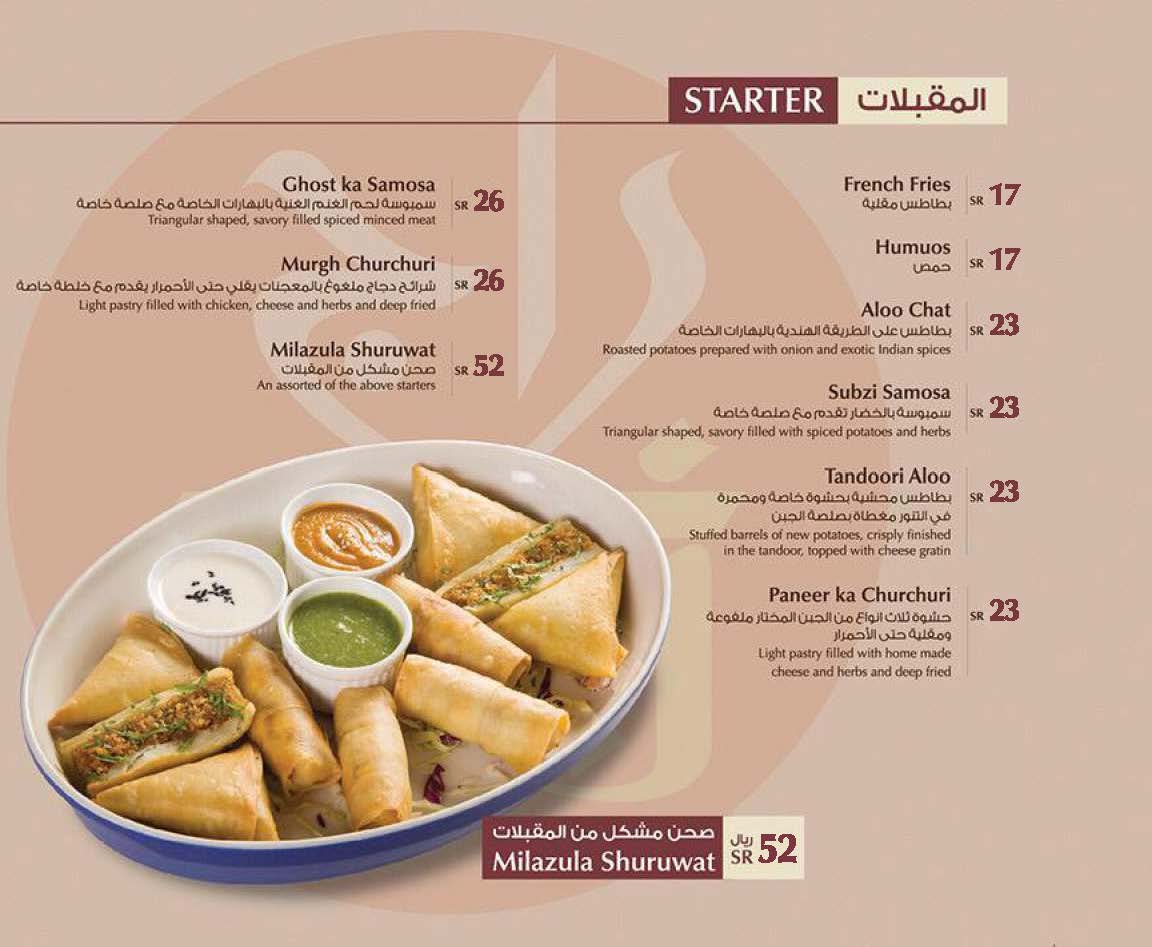 STARTER المقبلات
Ghost ka Samosa
سمبوسة لحم الغنم الغنية بالبهارات الخاصة مع صلصة خاصة
Triangular shaped, savory filled spiced minced meat
SR 26
Murgh Churchuri
شرائح دجاج ملفوغ بالمعجنات يقلي حتى الأحمرار يقدم مع خلطة خاصة
Light pastry filled with chicken, cheese and herbs and deep fried
SR 26
Milazula Shuruwat
صحن مشكل من المقبلات
An assorted of the above starters
SR 52
French Fries
بطاطس مقلية
SR 17
Humuos
حمص
SR 17
Aloo Chat
بطاطس على الطريقة الهندية بالبهارات الخاصة
Roasted potatoes prepared with onion and exotic Indian spices
SR 23
Subzi Samosa
سمبوسة بالخضار تقدم مع صلصة خاصة
Triangular shaped, savory filled with spiced potatoes and herbs
SR 23
Tandoori Aloo
بطاطس محشية بحشوة خاصة ومحمرة
في التنور مغطاة بصلصة الجبن
Stuffed barrels of new potatoes, crisply finished
in the tandoor, topped with cheese gratin
SR 23
Paneer ka Churchuri
حشوة ثلاث انواع من الجبن المختار ملفوعة
ومقلية حتى الأحمرار
Light pastry filled with home made
cheese and herbs and deep fried
SR 23
صحن مشكل من المقبلات
Milazula Shuruwat
ريال
SR 52